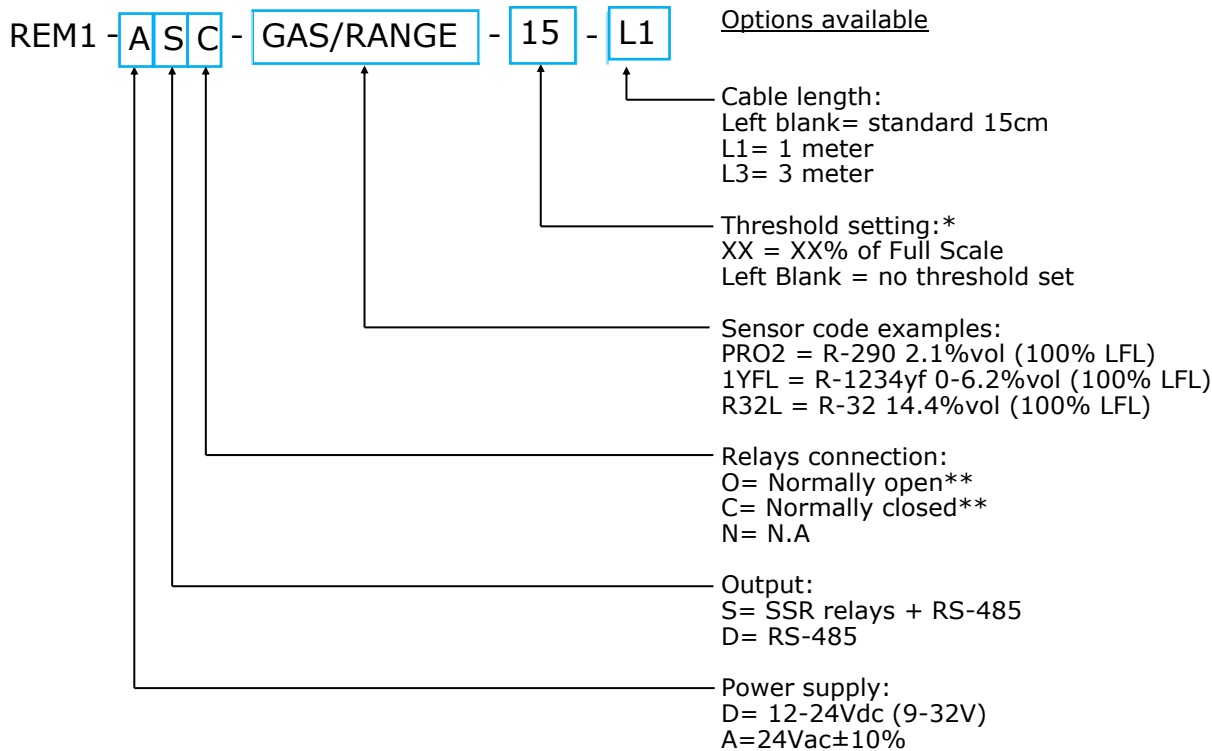 REM1 - A S C - GAS/RANGE - 15 - L1
Options available
Cable length:
Left blank= standard 15cm
L1= 1 meter
L3= 3 meter
Threshold setting:*
XX = XX% of Full Scale
Left Blank = no threshold set
Sensor code examples:
PRO2 = R-290 2.1%vol (100% LFL)
1YFL = R-1234yf 0-6.2%vol (100% LFL)
R32L = R-32 14.4%vol (100% LFL)
Relays connection:
O= Normally open**
C= Normally closed**
N= N.A
Output:
S= SSR relays + RS-485
D= RS-485
Power supply:
D= 12-24Vdc (9-32V)
A=24Vac±10%